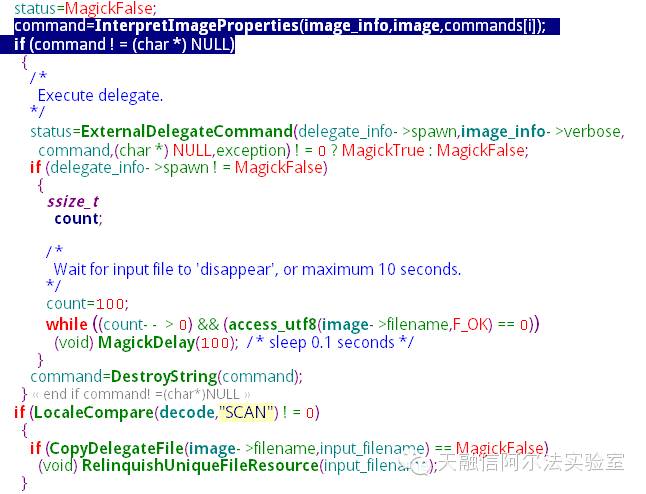 status=MagickFalse;
command=InterpretImageProperties(image_info,image,commands[i]);
if (command ! = (char *) NULL)
{
/ *
Execute delegate.
*/
status=ExternalDelegateCommand(delegate_info- >spawn,image_info- >verbose,
command,(char *) NULL,exception) ! = 0 ? MagickTrue : MagickFalse;
if (delegate_info- >spawn ! = MagickFalse)
{
ssize_t
count;
/ *
Wait for input file to 'disappear', or maximum 10 seconds.
*/
count=100;
while ((count- - > 0) && (access_utf8(image- >filename,F_OK) == 0))
(void) MagickDelay(100); / * sleep 0.1 seconds */
}
command=DestroyString(command);
} « end if command! =(char*)NULL »
if (LocaleCompare(decode,"SCAN") ! = 0)
{
if (CopyDelegateFile(image- >filename,input_filename) == MagickFalse)
(void) RelinquishUniqueFileResource(input_filename);
}
天融信阿尔法实验室